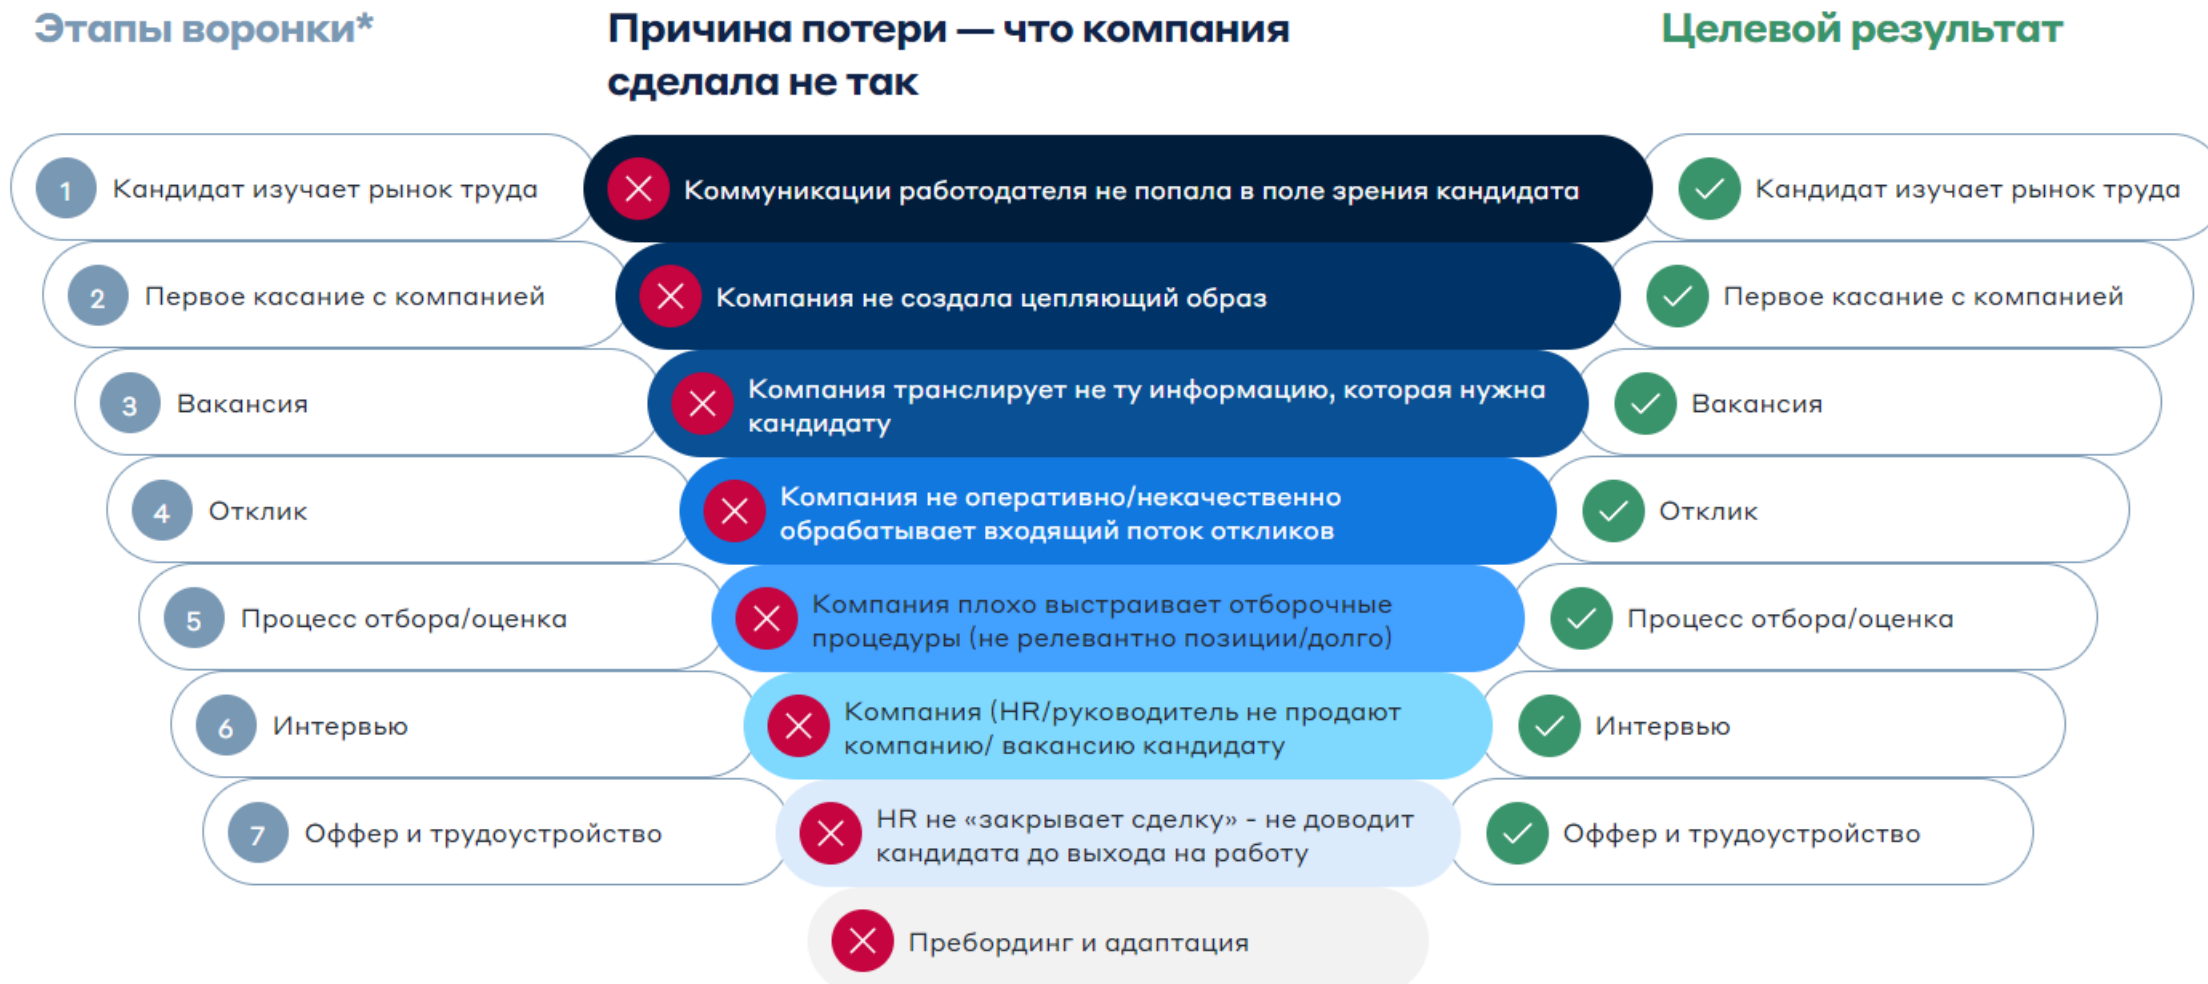 Этапы воронки*
Причина потери — что компания
сделала не так
Целевой результат
1 Кандидат изучает рынок труда
Коммуникации работодателя не попала в поле зрения кандидата
Кандидат изучает рынок труда
2 Первое касание с компанией
Компания не создала цепляющий образ
Первое касание с компанией
3 Вакансия
Компания транслирует не ту информацию, которая нужна
кандидату
Вакансия
4 Отклик
Компания не оперативно/некачественно
обрабатывает входящий поток откликов
Отклик
5 Процесс отбора/оценка
Компания плохо выстраивает отборочные
процедуры (не релевантно позиции/долго)
Процесс отбора/оценка
6 Интервью
Компания (HR/руководитель не продают
компанию/ вакансию кандидату
Интервью
7 Оффер и трудоустройство
HR не «закрывает сделку» - не доводит
кандидата до выхода на работу
Оффер и трудоустройство
Пребординг и адаптация